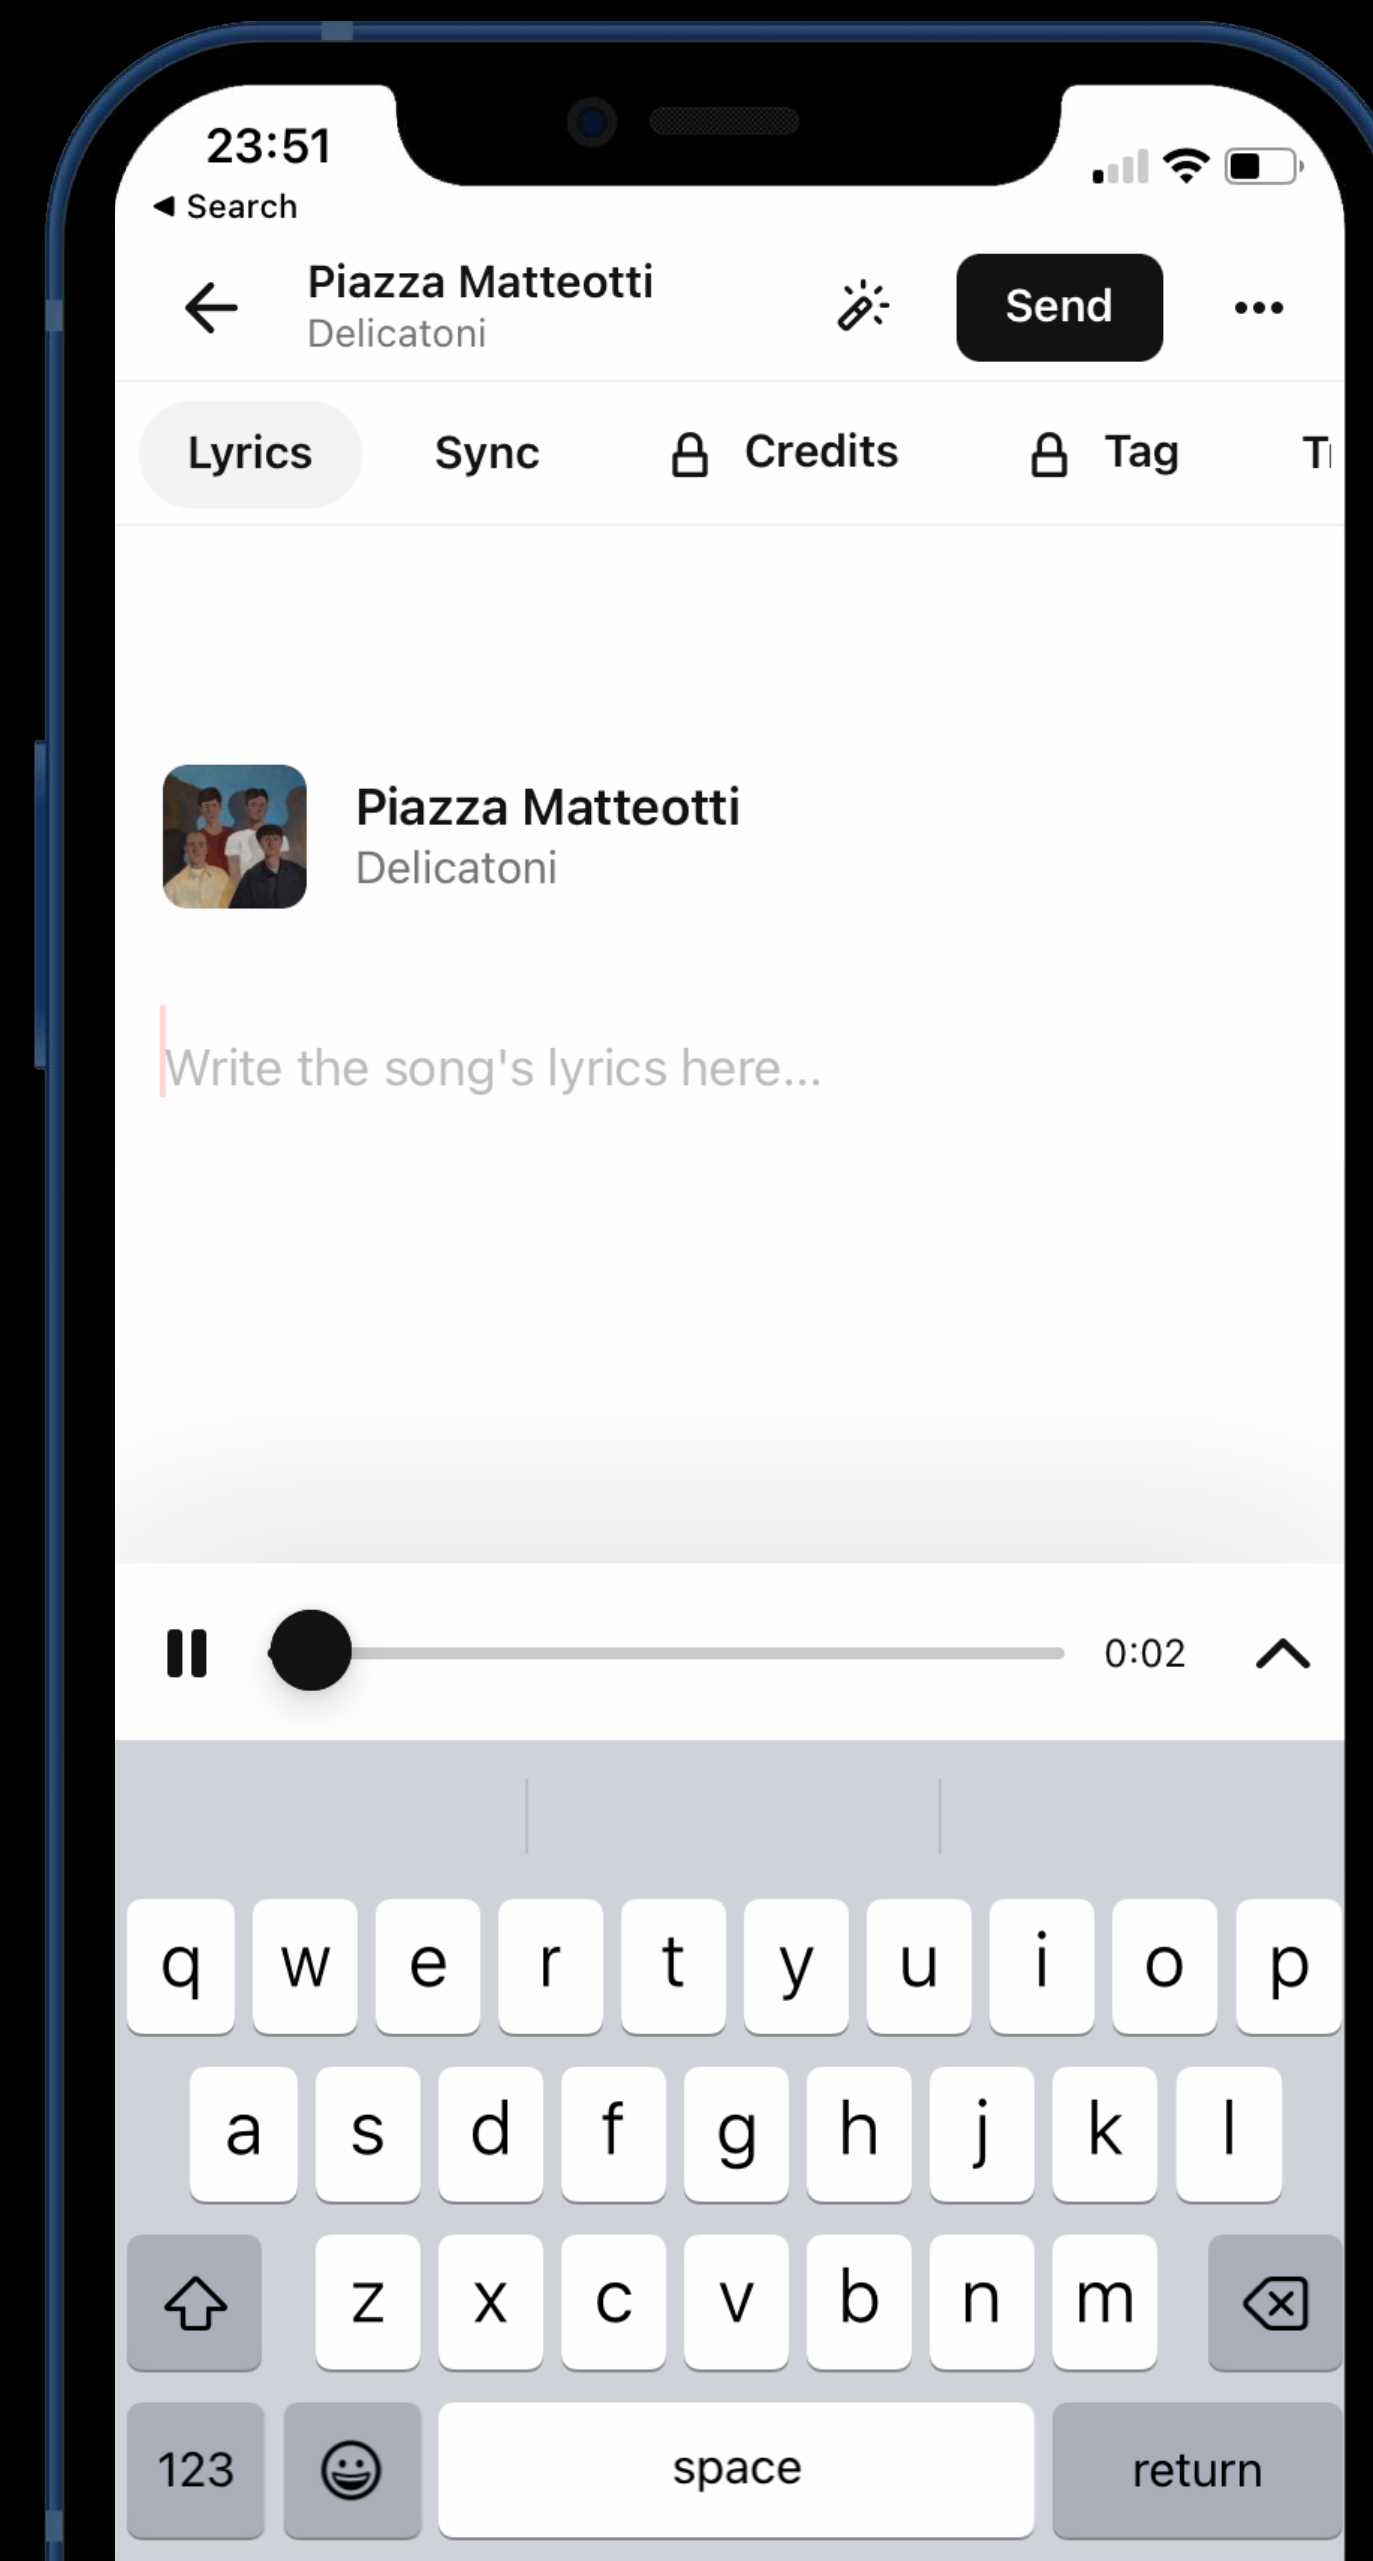 23:51
◀ Search
Piazza Matteotti
Delicatoni
Send
Lyrics Sync Credits Tag
Piazza Matteotti
Delicatoni
Write the song's lyrics here...
0:02
q w e r t y u i o p
a s d f g h j k l
z x c v b n m
123 space return